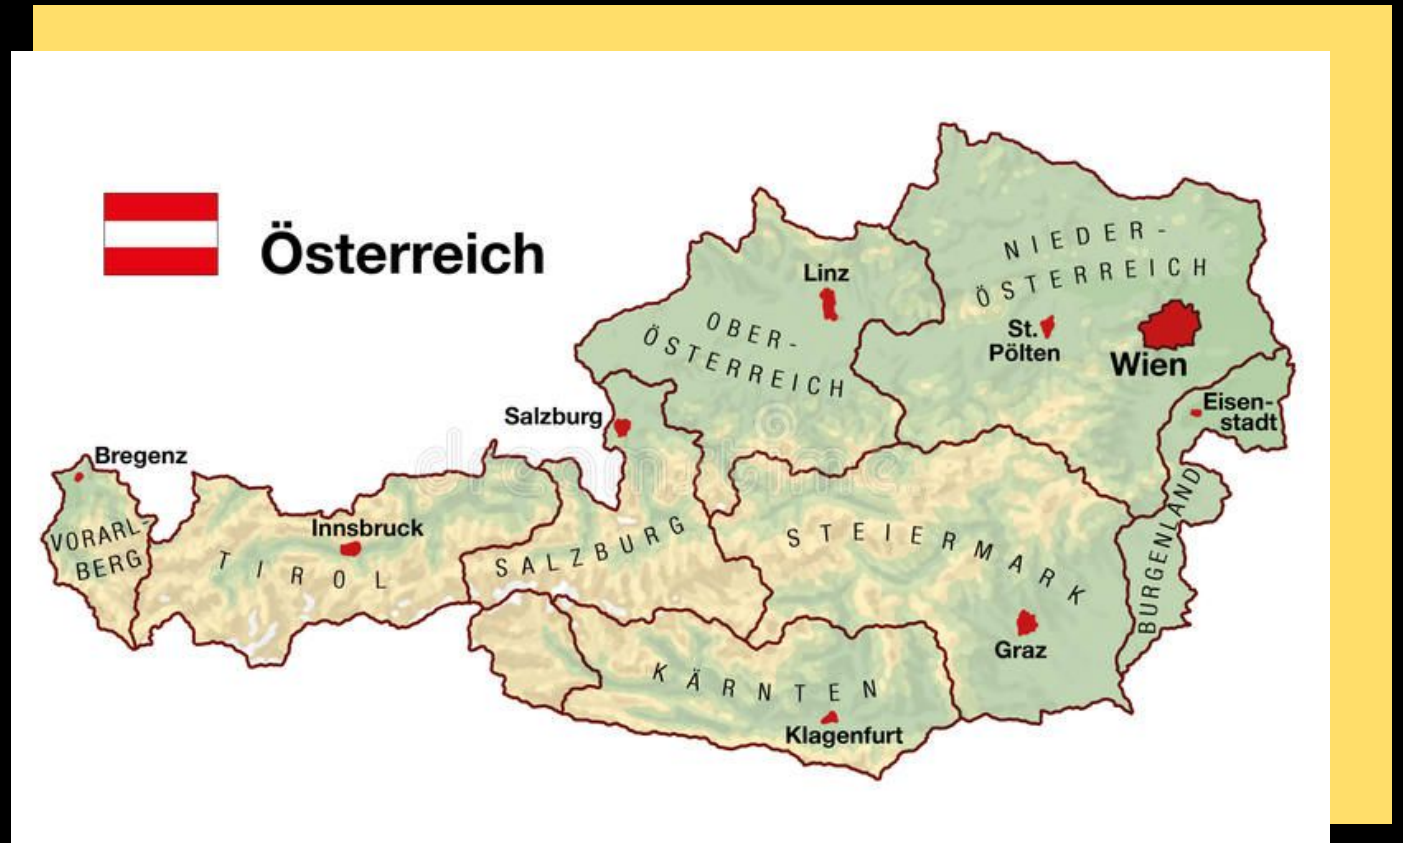 Österreich
NIEDER-
ÖSTERREICH
Linz
OBER-
ÖSTERREICH
St.
Pölten
Wien
Eisen-
stadt
Salzburg
Bregenz
dreamstime
VORARL-
BERG
Innsbruck
TIROL
SALZBURG
STEIERMARK
BURGENLAND
Graz
KÄRNTEN
Klagenfurt